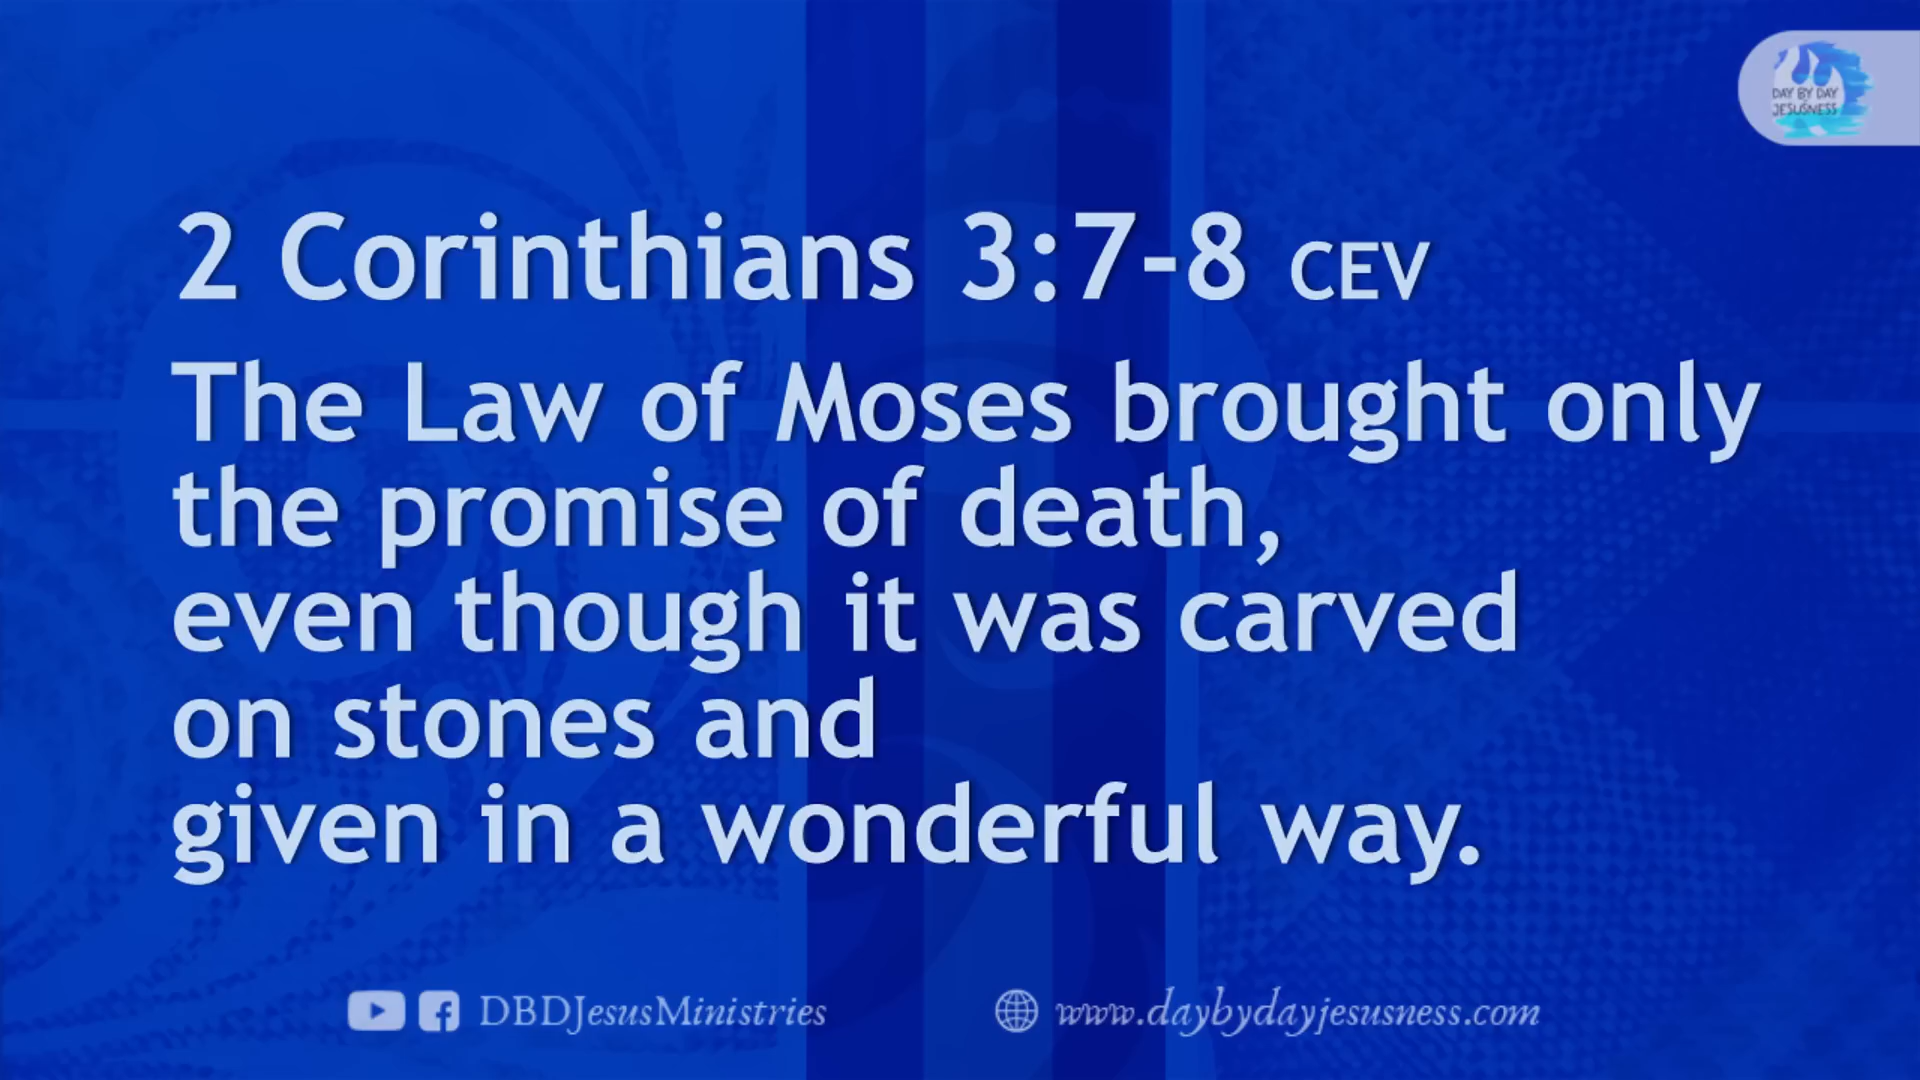 DAY BY DAY
JESUSNESS
2 Corinthians 3:7-8 CEV
The Law of Moses brought only
the promise of death,
even though it was carved
on stones and
given in a wonderful way.
DBDJesusMinistries
www.daybydayjesusness.com